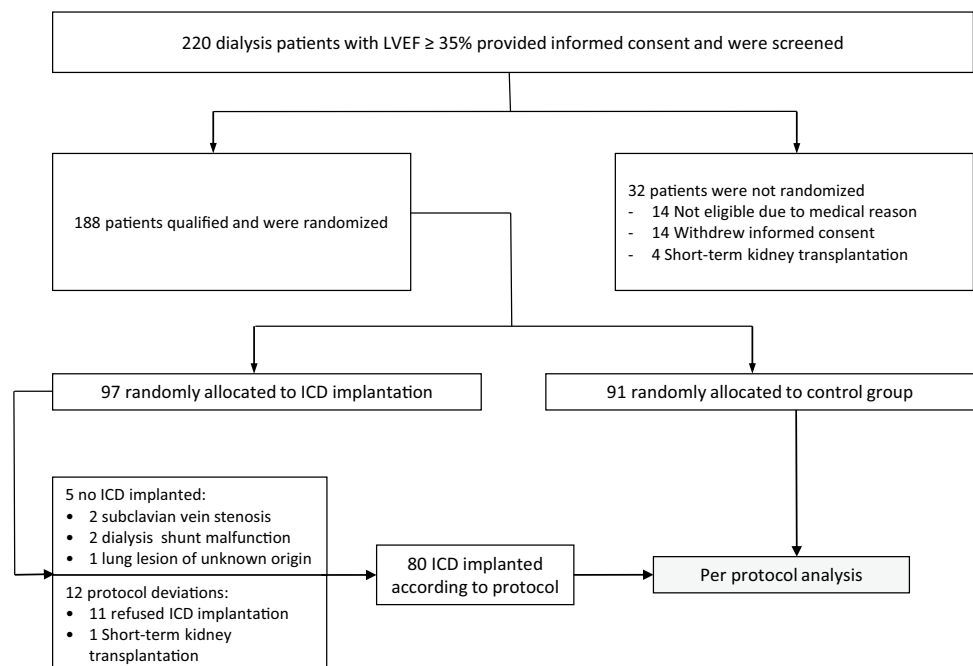 220 dialysis patients with LVEF ≥ 35% provided informed consent and were screened
188 patients qualified and were randomized
32 patients were not randomized
- 14 Not eligible due to medical reason
- 14 Withdrew informed consent
- 4 Short-term kidney transplantation
97 randomly allocated to ICD implantation
91 randomly allocated to control group
5 no ICD implanted:
• 2 subclavian vein stenosis
• 2 dialysis shunt malfunction
• 1 lung lesion of unknown origin
12 protocol deviations:
• 11 refused ICD implantation
• 1 Short-term kidney
transplantation
80 ICD implanted
according to protocol
Per protocol analysis